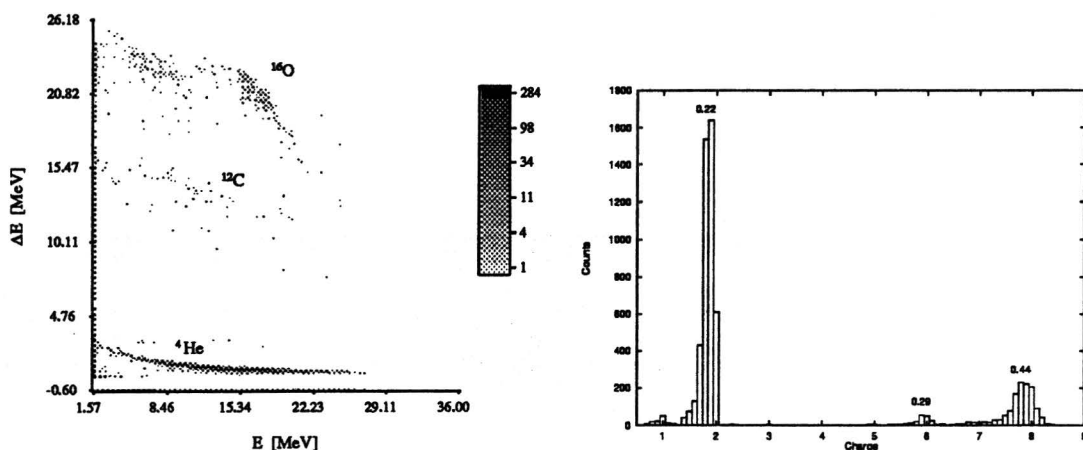 26.18
20.82
15.47
10.11
4.76
-0.60
ΔE [MeV]
1.57 8.46 15.34 22.23 29.11 36.00
E [MeV]
¹⁶O
¹²C
⁴He
284
98
34
11
4
1
1800
1600
1400
1200
1000
800
600
400
200
0
Counts
0.22
0.29
0.44
1 2 3 4 5 6 7 8 9
Charge